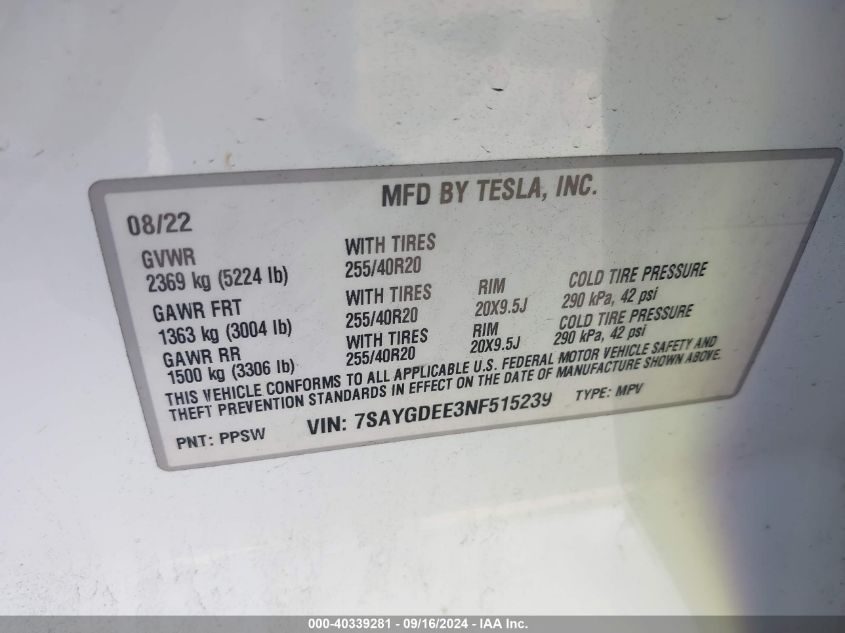 MFD BY TESLA, INC.
08/22
GVWR WITH TIRES
2369 kg (5224 lb) 255/40R20
GAWR FRT WITH TIRES RIM COLD TIRE PRESSURE
1363 kg (3004 lb) 255/40R20 20X9.5J 290 kPa, 42 psi
GAWR RR WITH TIRES RIM COLD TIRE PRESSURE
1500 kg (3306 lb) 255/40R20 20X9.5J 290 kPa, 42 psi
THIS VEHICLE CONFORMS TO ALL APPLICABLE U.S. FEDERAL MOTOR VEHICLE SAFETY AND
THEFT PREVENTION STANDARDS IN EFFECT ON THE DATE OF MANUFACTURE SHOWN ABOVE.
PNT: PPSW VIN: 7SAYGDEE3NF515239 TYPE: MPV
000-40339281 - 09/16/2024 - IAA Inc.